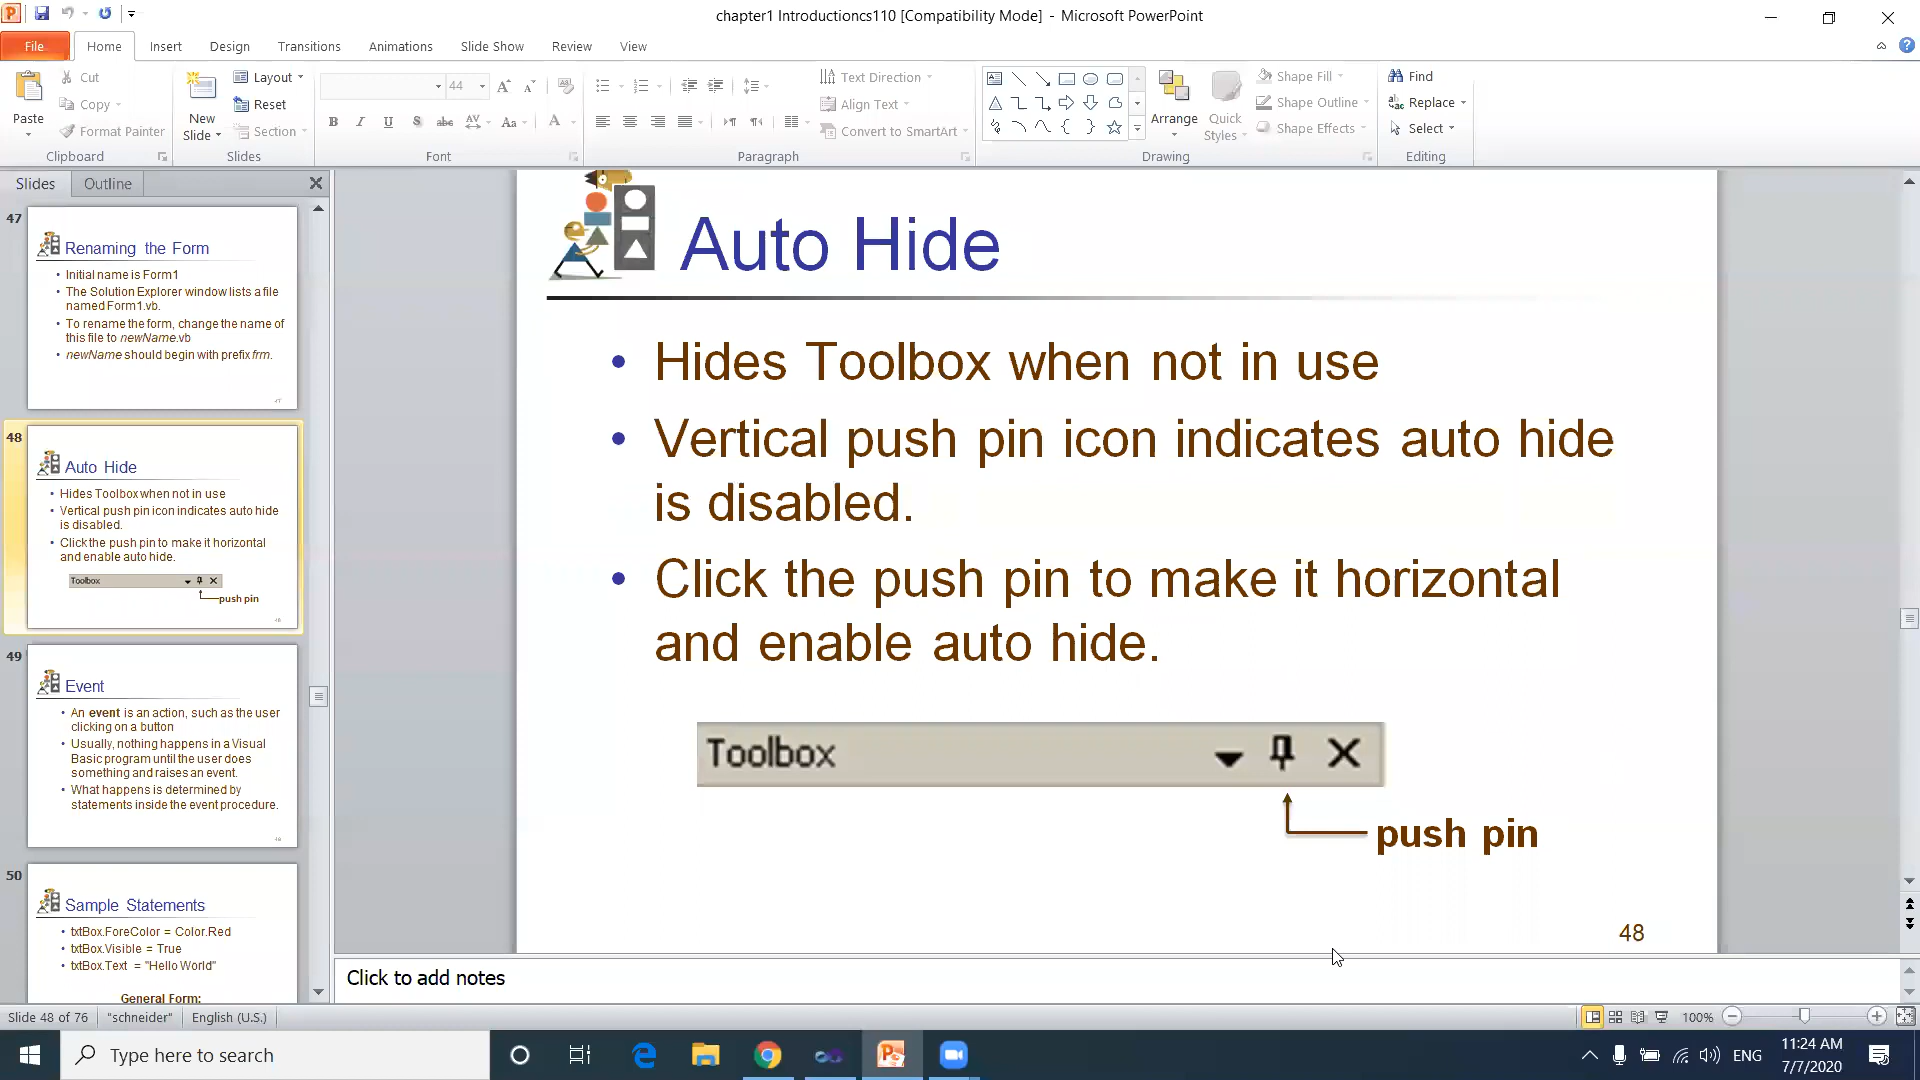 chapter1 Introductioncs110 [Compatibility Mode] - Microsoft PowerPoint
File Home Insert Design Transitions Animations Slide Show Review View
Paste
Cut
Copy
Format Painter
Clipboard
New
Slide
Layout
Reset
Section
Slides
44
B I U S abc AV Aa A
Font
Text Direction
Align Text
Convert to SmartArt
Paragraph
Arrange
Quick
Styles
Shape Fill
Shape Outline
Shape Effects
Drawing
Find
Replace
Select
Editing
Slides Outline
47
Renaming the Form
• Initial name is Form1
• The Solution Explorer window lists a file
named Form1.vb.
• To rename the form, change the name of
this file to newName.vb
• newName should begin with prefix frm.
47
48
Auto Hide
• Hides Toolbox when not in use
• Vertical push pin icon indicates auto hide
is disabled.
• Click the push pin to make it horizontal
and enable auto hide.
Toolbox
push pin
48
49
Event
• An event is an action, such as the user
clicking on a button
• Usually, nothing happens in a Visual
Basic program until the user does
something and raises an event.
• What happens is determined by
statements inside the event procedure.
49
50
Sample Statements
• txtBox.ForeColor = Color.Red
• txtBox.Visible = True
• txtBox.Text = "Hello World"
General Form:
Auto Hide
• Hides Toolbox when not in use
• Vertical push pin icon indicates auto hide
is disabled.
• Click the push pin to make it horizontal
and enable auto hide.
Toolbox
push pin
48
Click to add notes
Slide 48 of 76 "schneider" English (U.S.) 100%
Type here to search
ENG
11:24 AM
7/7/2020